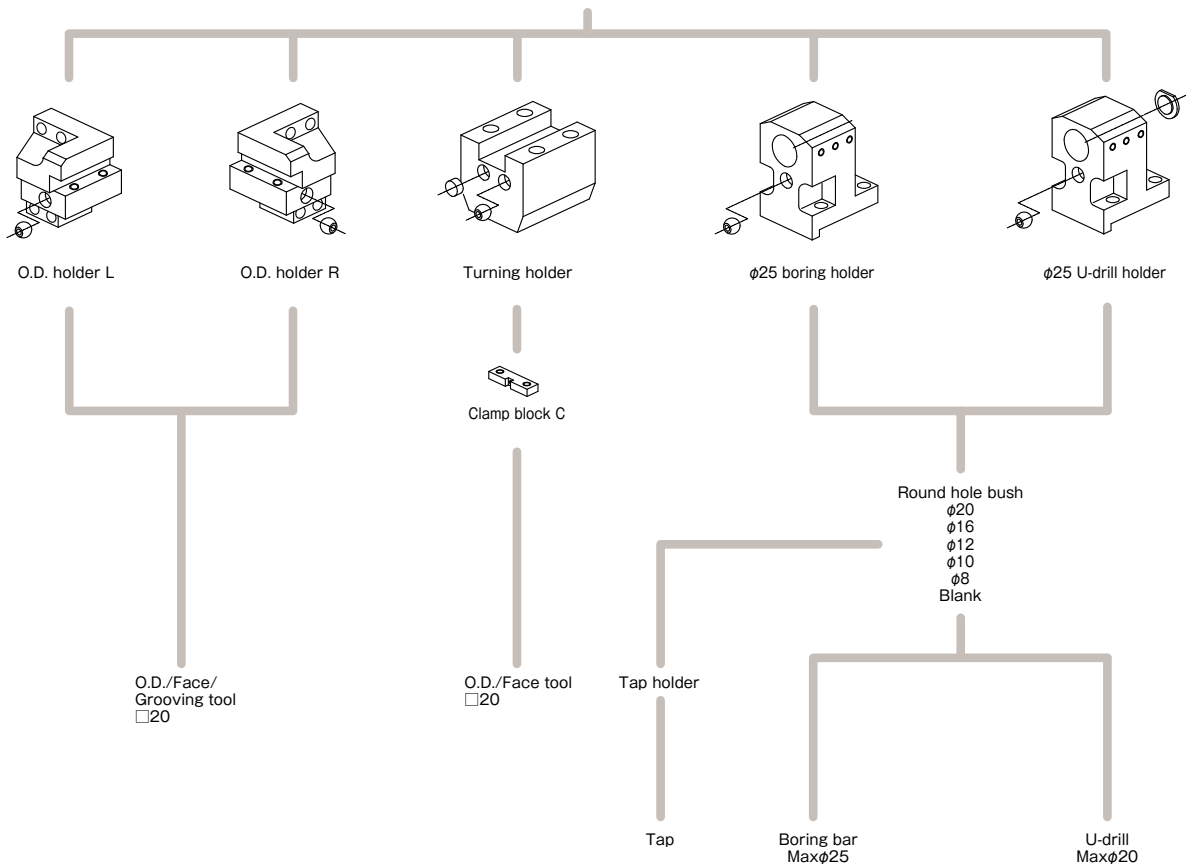 O.D. holder L
O.D. holder R
Turning holder
φ25 boring holder
φ25 U-drill holder
Clamp block C
Round hole bush
φ20
φ16
φ12
φ10
φ8
Blank
O.D./Face/
Grooving tool
□20
O.D./Face tool
□20
Tap holder
Tap
Boring bar
Maxφ25
U-drill
Maxφ20